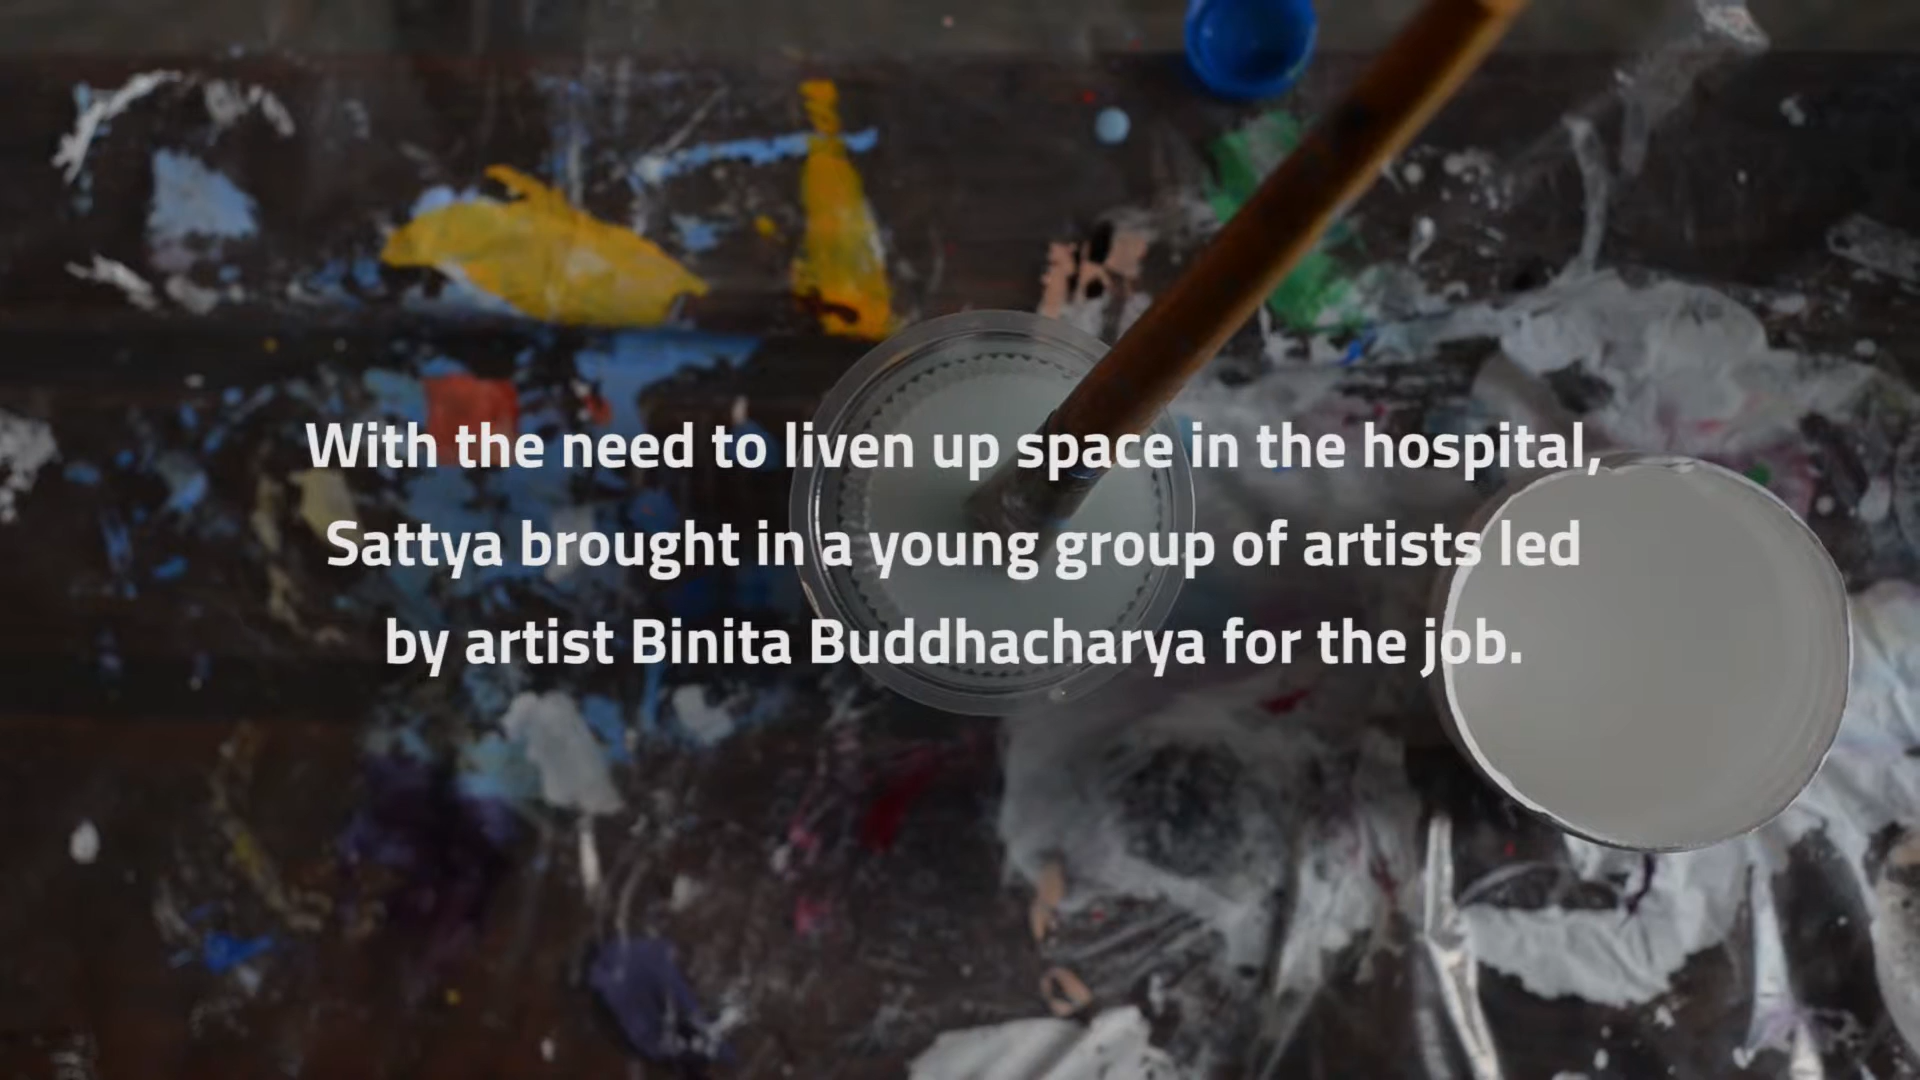 With the need to liven up space in the hospital,
Sattya brought in a young group of artists led
by artist Binita Buddhacharya for the job.